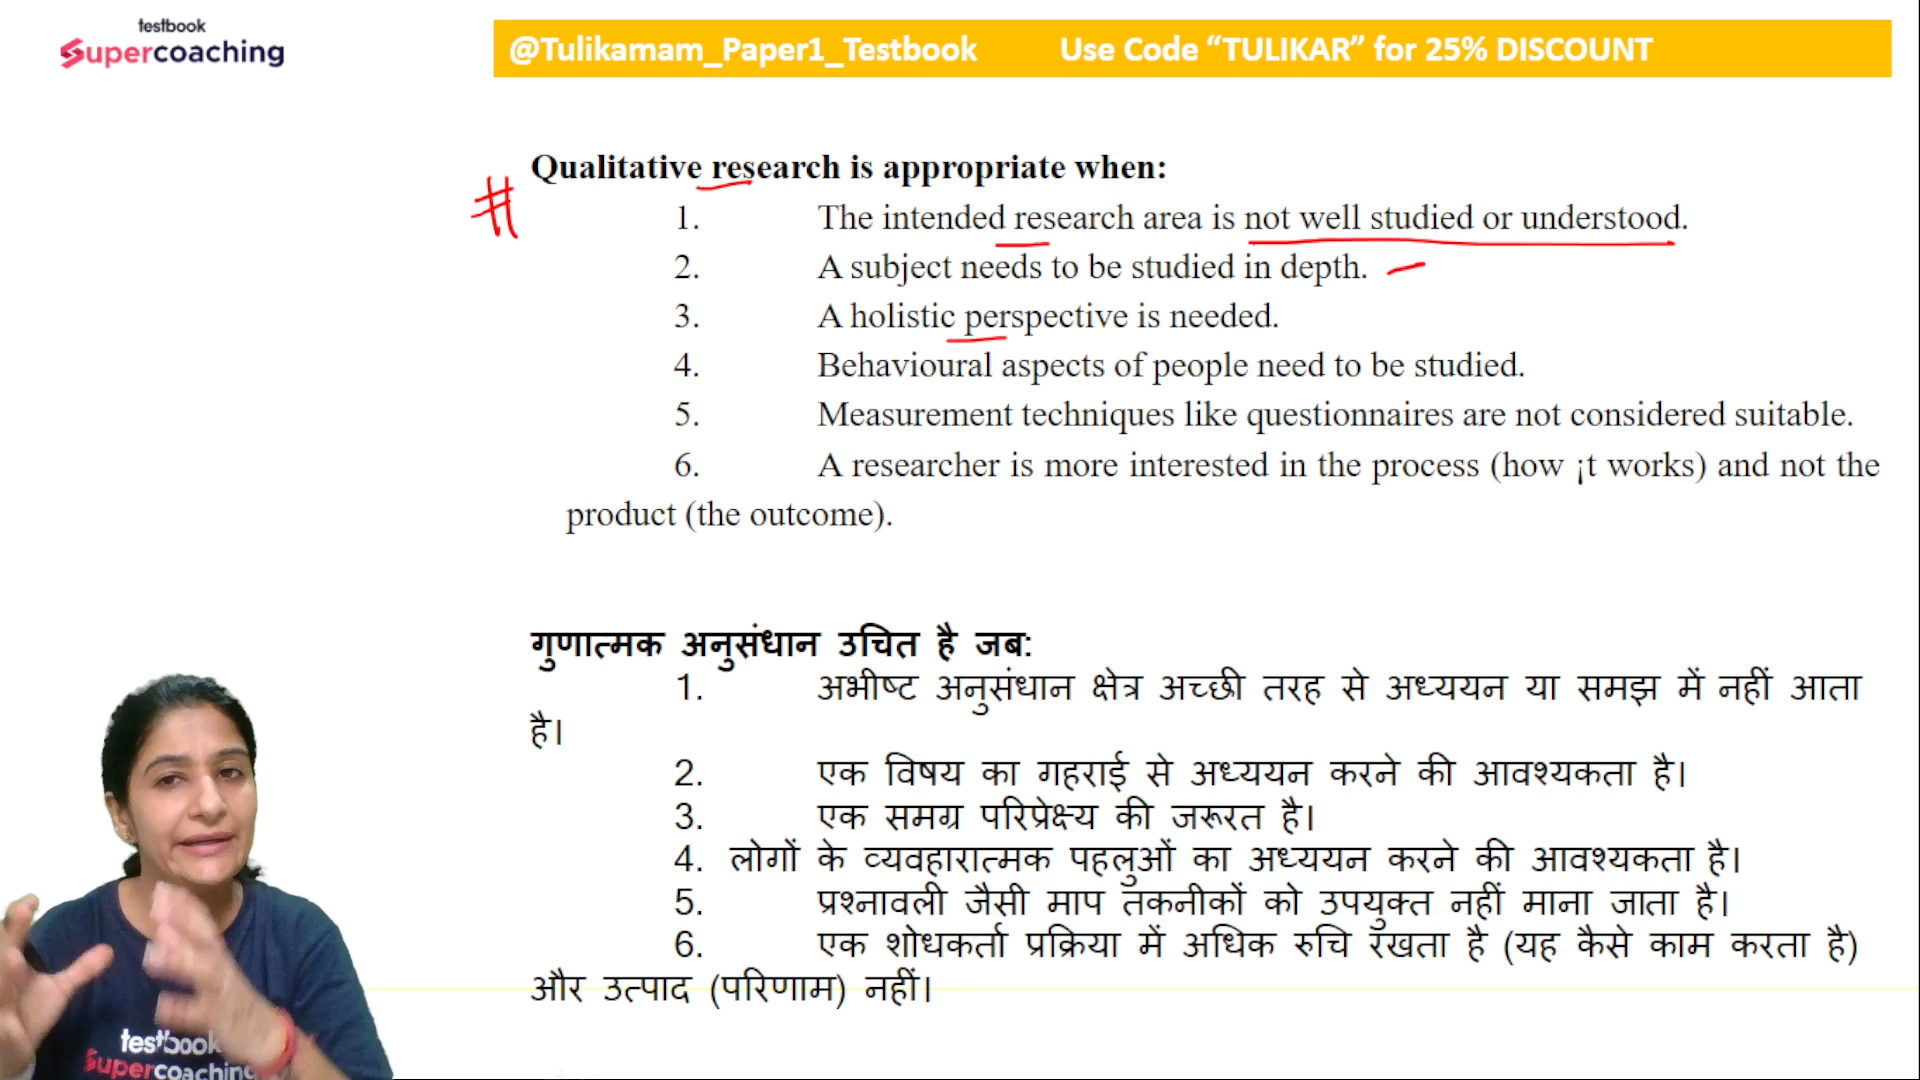 testbook
Supercoaching
@Tulikamam_Paper1_Testbook Use Code “TULIKAR” for 25% DISCOUNT
Qualitative research is appropriate when:
#
1. The intended research area is not well studied or understood.
2. A subject needs to be studied in depth.
3. A holistic perspective is needed.
4. Behavioural aspects of people need to be studied.
5. Measurement techniques like questionnaires are not considered suitable.
6. A researcher is more interested in the process (how ¡t works) and not the
product (the outcome).
गुणात्मक अनुसंधान उचित है जब:
1. अभीष्ट अनुसंधान क्षेत्र अच्छी तरह से अध्ययन या समझ में नहीं आता
है।
2. एक विषय का गहराई से अध्ययन करने की आवश्यकता है।
3. एक समग्र परिप्रेक्ष्य की जरूरत है।
4. लोगों के व्यवहारात्मक पहलुओं का अध्ययन करने की आवश्यकता है।
5. प्रश्नावली जैसी माप तकनीकों को उपयुक्त नहीं माना जाता है।
6. एक शोधकर्ता प्रक्रिया में अधिक रुचि रखता है (यह कैसे काम करता है)
और उत्पाद (परिणाम) नहीं।
testbook
Supercoaching